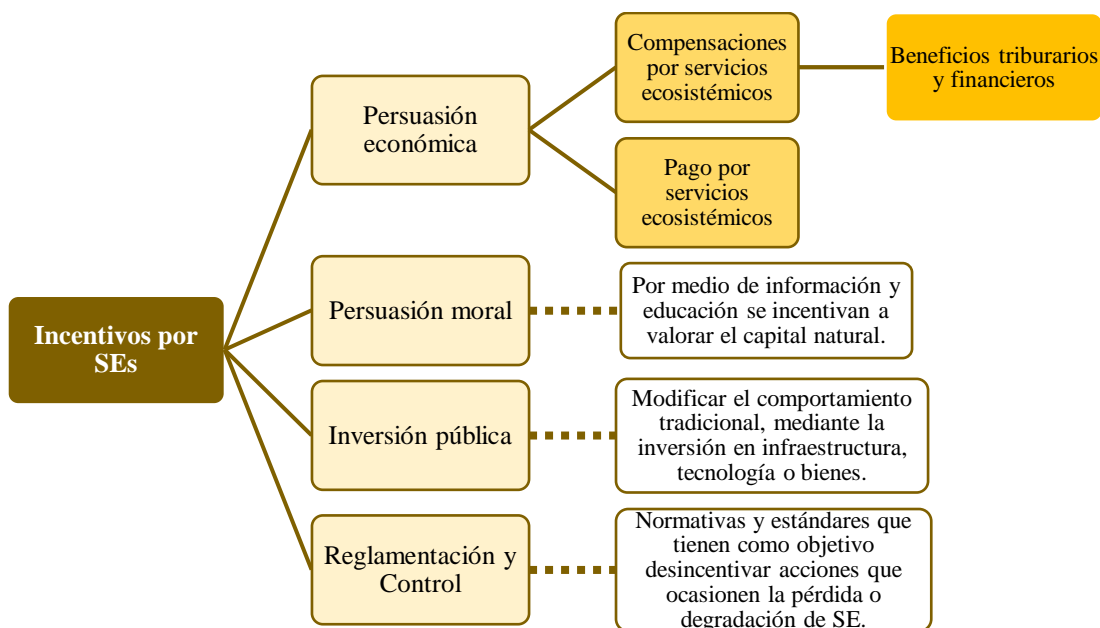 Incentivos por
SEs
Persuasión
económica
Compensaciones
por servicios
ecosistémicos
Beneficios triburarios
y financieros
Pago por
servicios
ecosistémicos
Persuasión moral
Por medio de información y
educación se incentivan a
valorar el capital natural.
Inversión pública
Modificar el comportamiento
tradicional, mediante la
inversión en infraestructura,
tecnología o bienes.
Reglamentación y
Control
Normativas y estándares que
tienen como objetivo
desincentivar acciones que
ocasionen la pérdida o
degradación de SE.